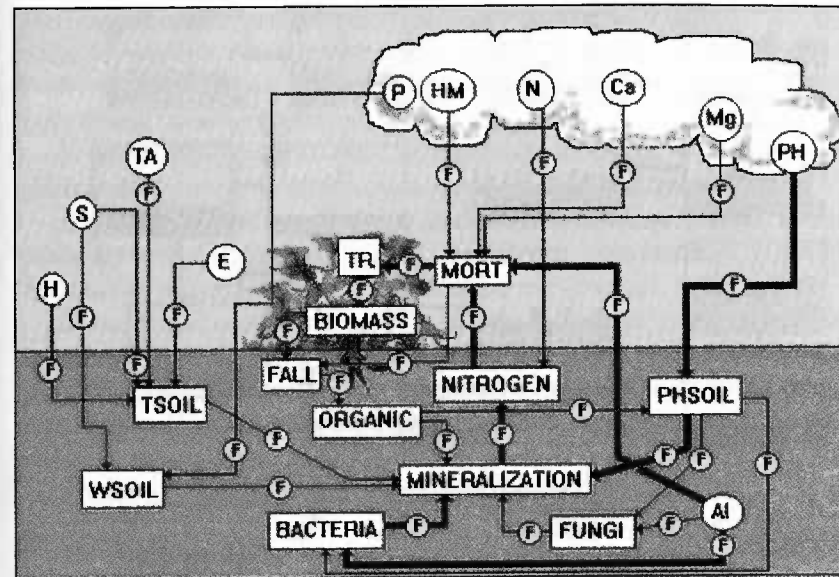 P HM N Ca
Mg
PH
TA
F
F F F
F
S
H E TR. F MORT
F
F F F F F
BIOMASS
F
F F F F F
FALL F NITROGEN PHSOIL
TSOIL
ORGANIC F
F F F F F F F
MINERALIZATION
WSOIL F
Al
BACTERIA F F FUNGI F
F